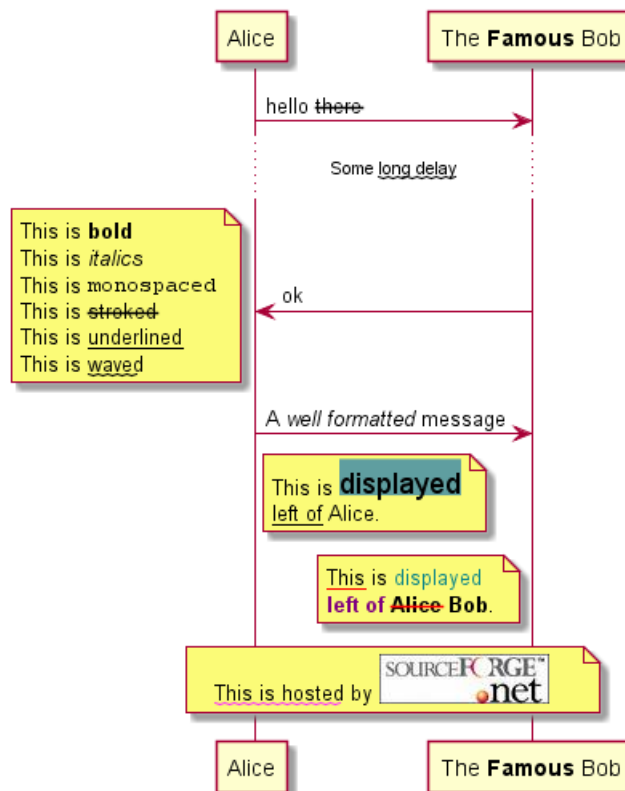 Alice
The Famous Bob
hello there
Some long delay
This is bold
This is italics
This is monospaced
This is stroked
This is underlined
This is waved
ok
A well formatted message
This is displayed
left of Alice.
This is displayed
left of Alice Bob.
This is hosted by SOURCEFORGE™
.net
Alice
The Famous Bob